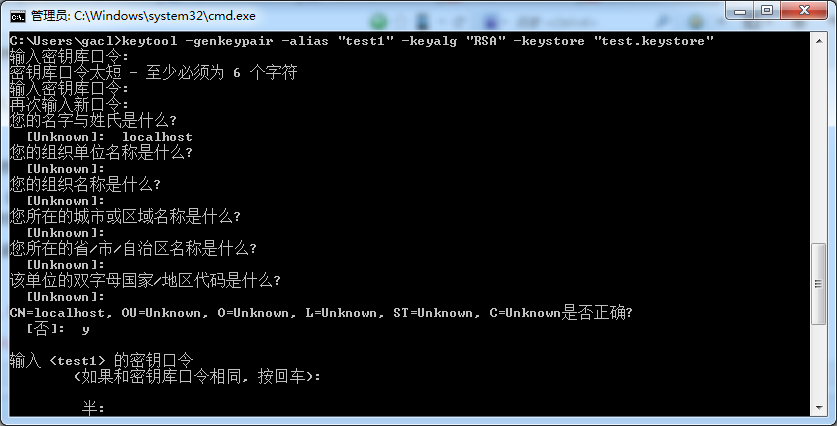 管理员: C:\Windows\system32\cmd.exe
C:\Users\gacl>keytool -genkeypair -alias "test1" -keyalg "RSA" -keystore "test.keystore"
输入密钥库口令:
密钥库口令太短 - 至少必须为 6 个字符
输入密钥库口令:
再次输入新口令:
您的名字与姓氏是什么?
[Unknown]: localhost
您的组织单位名称是什么?
[Unknown]:
您的组织名称是什么?
[Unknown]:
您所在的城市或区域名称是什么?
[Unknown]:
您所在的省/市/自治区名称是什么?
[Unknown]:
该单位的双字母国家/地区代码是什么?
[Unknown]:
CN=localhost, OU=Unknown, O=Unknown, L=Unknown, ST=Unknown, C=Unknown是否正确?
[否]: y
输入 <test1> 的密钥口令
(如果和密钥库口令相同, 按回车):
半: